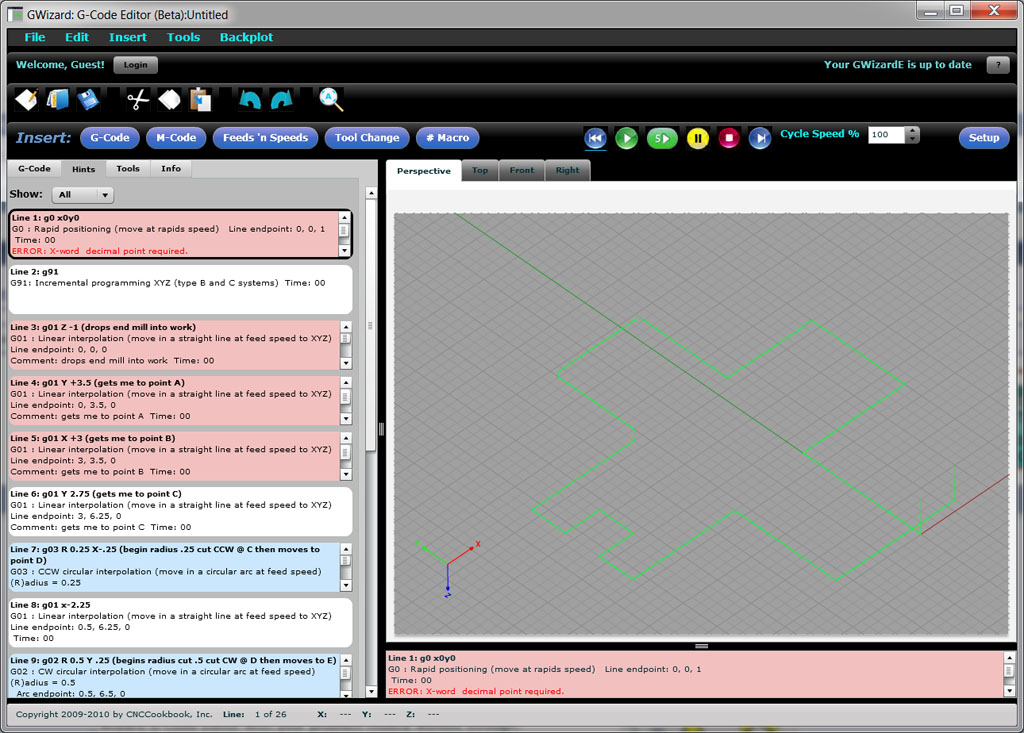 GWizard: G-Code Editor (Beta):Untitled
File Edit Insert Tools Backplot
Welcome, Guest! Login Your GWizardE is up to date ?
Insert: G-Code M-Code Feeds 'n Speeds Tool Change # Macro 5 Cycle Speed % 100 Setup
G-Code Hints Tools Info
Show: All
Line 1: g0 x0y0
G0 : Rapid positioning (move at rapids speed) Line endpoint: 0, 0, 1
Time: 00
ERROR: X-word decimal point required.
Line 2: g91
G91: Incremental programming XYZ (type B and C systems) Time: 00
Line 3: g01 Z -1 (drops end mill into work)
G01 : Linear interpolation (move in a straight line at feed speed to XYZ)
Line endpoint: 0, 0, 0
Comment: drops end mill into work Time: 00
Line 4: g01 Y +3.5 (gets me to point A)
G01 : Linear interpolation (move in a straight line at feed speed to XYZ)
Line endpoint: 0, 3.5, 0
Comment: gets me to point A Time: 00
Line 5: g01 X +3 (gets me to point B)
G01 : Linear interpolation (move in a straight line at feed speed to XYZ)
Line endpoint: 3, 3.5, 0
Comment: gets me to point B Time: 00
Line 6: g01 Y 2.75 (gets me to point C)
G01 : Linear interpolation (move in a straight line at feed speed to XYZ)
Line endpoint: 3, 6.25, 0
Comment: gets me to point C Time: 00
Line 7: g03 R 0.25 X-.25 (begin radius .25 cut CCW @ C then moves to
point D)
G03 : CCW circular interpolation (move in a circular arc at feed speed)
(R)adius = 0.25
Line 8: g01 x-2.25
G01 : Linear interpolation (move in a straight line at feed speed to XYZ)
Line endpoint: 0.5, 6.25, 0
Time: 00
Line 9: g02 R 0.5 Y .25 (begins radius cut .5 cut CW @ D then moves to E)
G02 : CW circular interpolation (move in a circular arc at feed speed)
(R)adius = 0.5
Arc endpoint: 0.5, 6.5, 0
Perspective Top Front Right
X
Line 1: g0 x0y0
G0 : Rapid positioning (move at rapids speed) Line endpoint: 0, 0, 1
Time: 00
ERROR: X-word decimal point required.
Copyright 2009-2010 by CNCCookbook, Inc. Line: 1 of 26 X: --- Y: --- Z: ---